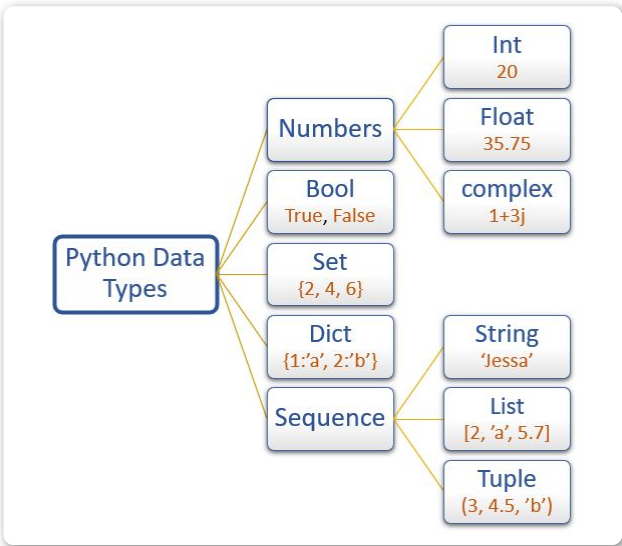 Python Data
Types
Numbers
Int
20
Float
35.75
complex
1+3j
Bool
True, False
Set
{2, 4, 6}
Dict
{1:’a’, 2:’b’}
Sequence
String
‘Jessa’
List
[2, ’a’, 5.7]
Tuple
(3, 4.5, ’b’)